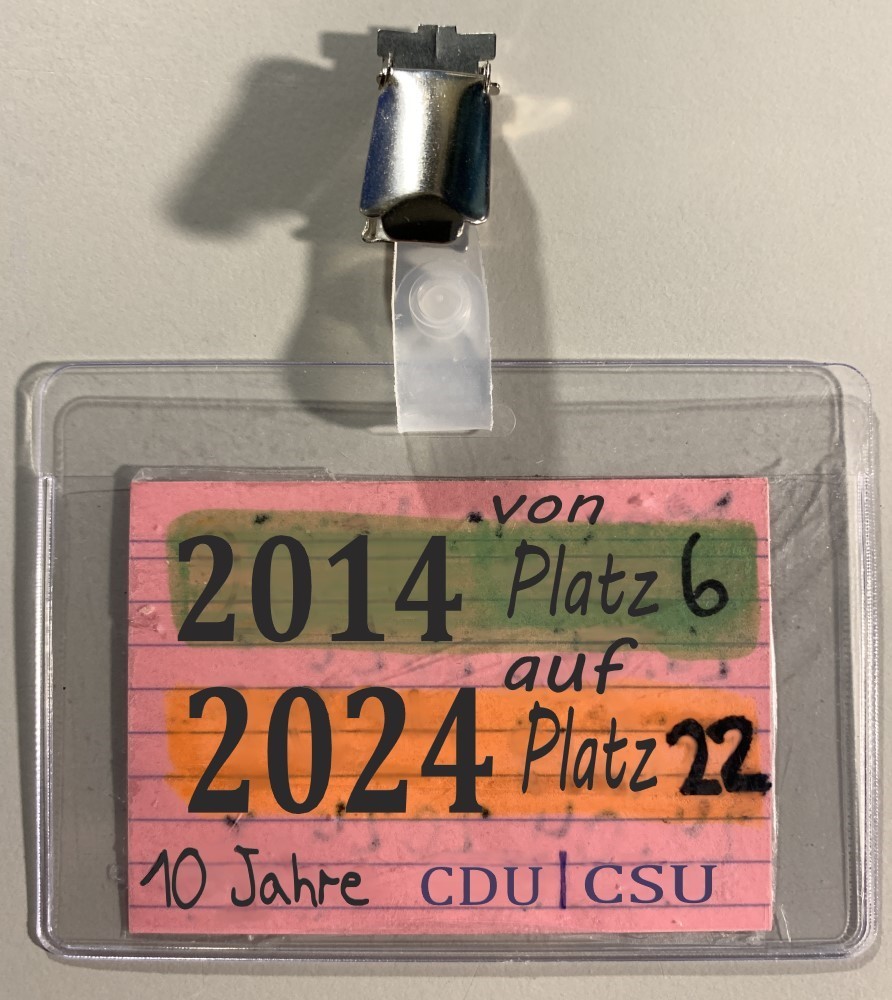 von
2014 Platz 6
auf
2024 Platz 22
10 Jahre CDU|CSU